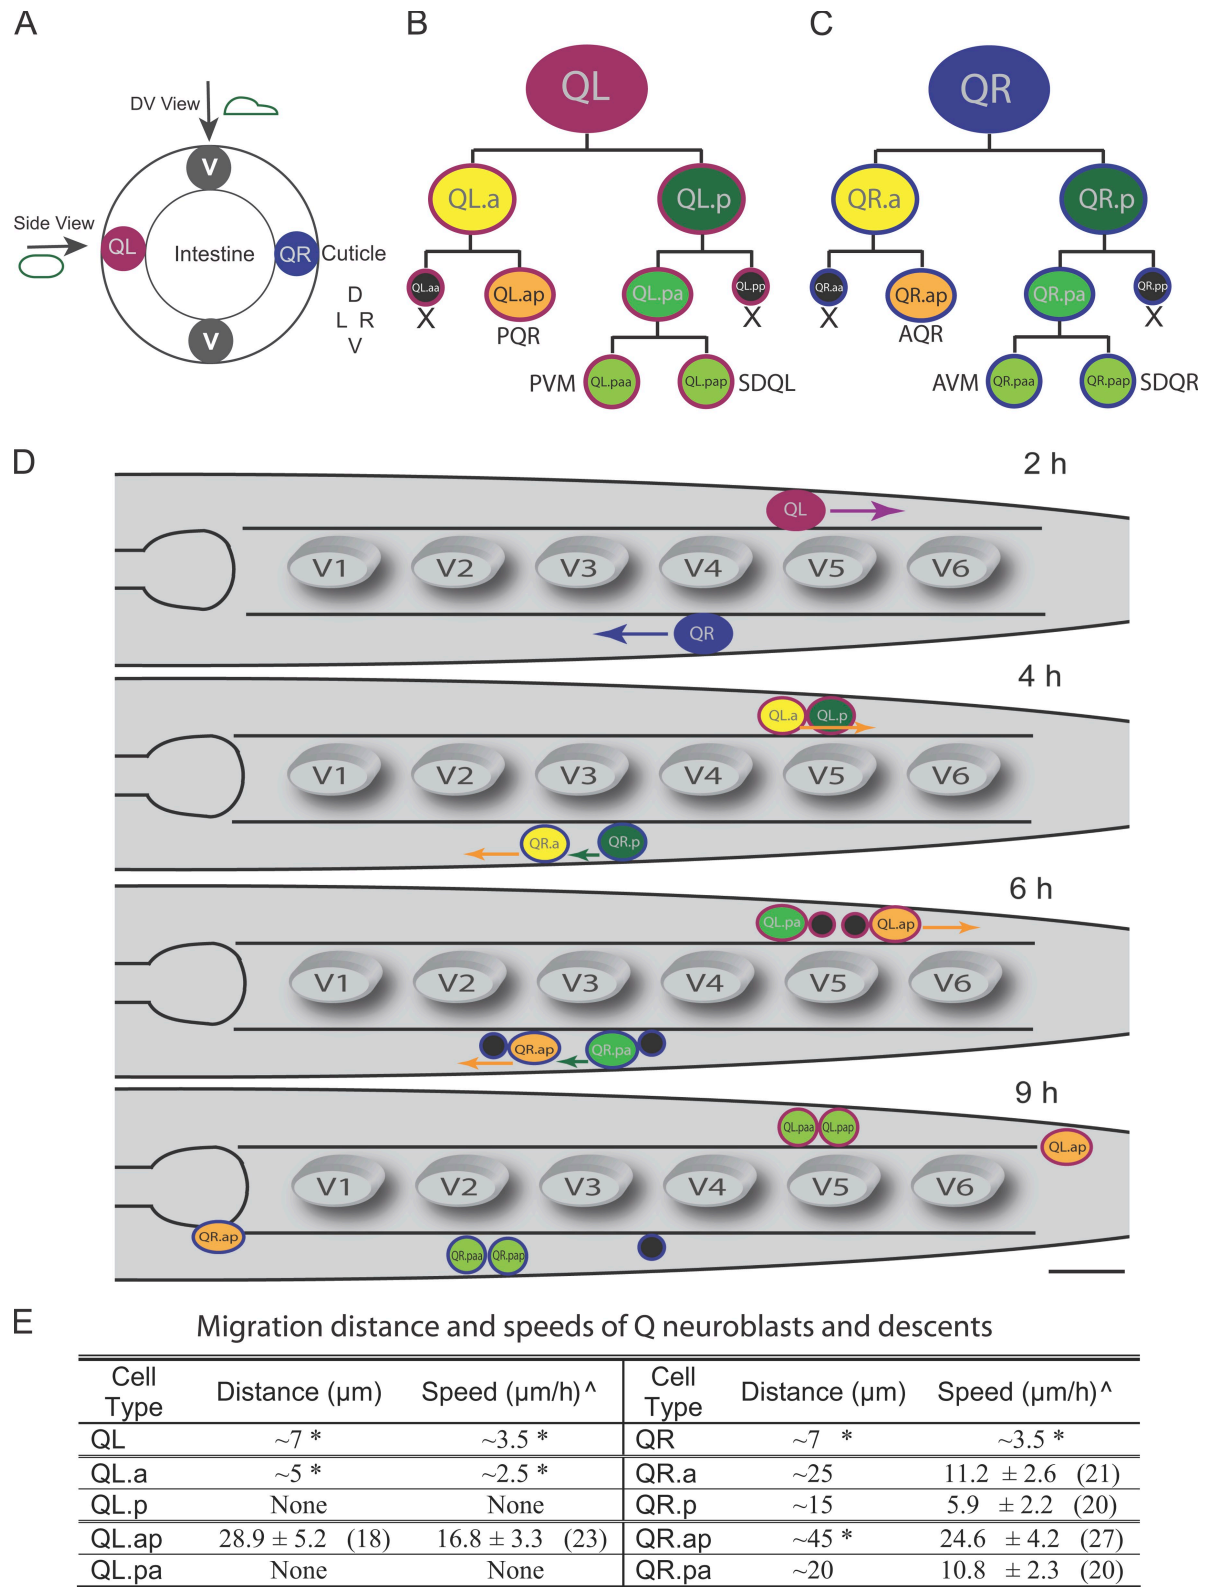 A
DV View
V
Side View
QL
Intestine
QR
Cuticle
D
L R
V
V
B
QL
QL.a
QL.p
QL.aa
QL.ap
QL.pa
QL.pp
X
PQR
X
PVM
QL.paa
QL.pap
SDQL
C
QR
QR.a
QR.p
QR.aa
QR.ap
QR.pa
QR.pp
X
AQR
X
AVM
QR.paa
QR.pap
SDQR
D
2 h
QL
V1 V2 V3 V4 V5 V6
QR
4 h
QL.a QL.p
V1 V2 V3 V4 V5 V6
QR.a QR.p
6 h
QL.pa QL.ap
V1 V2 V3 V4 V5 V6
QR.ap QR.pa
9 h
QL.paa QL.pap
QL.ap
V1 V2 V3 V4 V5 V6
QR.ap
QR.paa QR.pap
E
Migration distance and speeds of Q neuroblasts and descents
Cell Type Distance (µm) Speed (µm/h) ^ Cell Type Distance (µm) Speed (µm/h) ^
QL ~7 * ~3.5 * QR ~7 * ~3.5 *
QL.a ~5 * ~2.5 * QR.a ~25 11.2 ± 2.6 (21)
QL.p None None QR.p ~15 5.9 ± 2.2 (20)
QL.ap 28.9 ± 5.2 (18) 16.8 ± 3.3 (23) QR.ap ~45 * 24.6 ± 4.2 (27)
QL.pa None None QR.pa ~20 10.8 ± 2.3 (20)